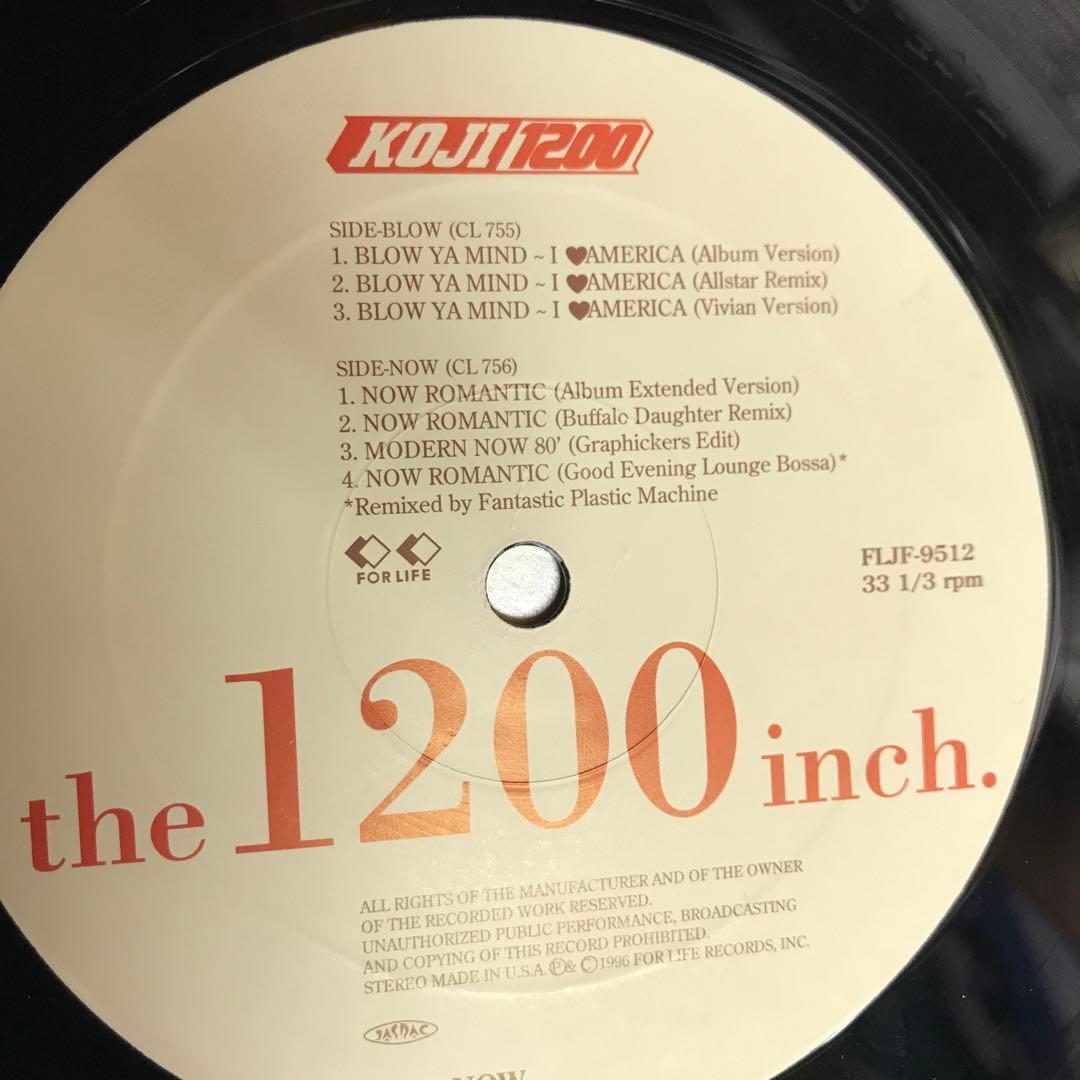 KOJI 1200
SIDE-BLOW (CL 755)
1. BLOW YA MIND ~ I ♥AMERICA (Album Version)
2. BLOW YA MIND ~ I ♥AMERICA (Allstar Remix)
3. BLOW YA MIND ~ I ♥AMERICA (Vivian Version)
SIDE-NOW (CL 756)
1. NOW ROMANTIC (Album Extended Version)
2. NOW ROMANTIC (Buffalo Daughter Remix)
3. MODERN NOW 80' (Graphickers Edit)
4. NOW ROMANTIC (Good Evening Lounge Bossa)*
*Remixed by Fantastic Plastic Machine
FOR LIFE
FLJF-9512
33 1/3 rpm
the 1200 inch.
ALL RIGHTS OF THE MANUFACTURER AND OF THE OWNER
OF THE RECORDED WORK RESERVED.
UNAUTHORIZED PUBLIC PERFORMANCE, BROADCASTING
AND COPYING OF THIS RECORD PROHIBITED.
STEREO MADE IN U.S.A. ℗& ©1996 FOR LIFE RECORDS, INC.
JASRAC
NOW